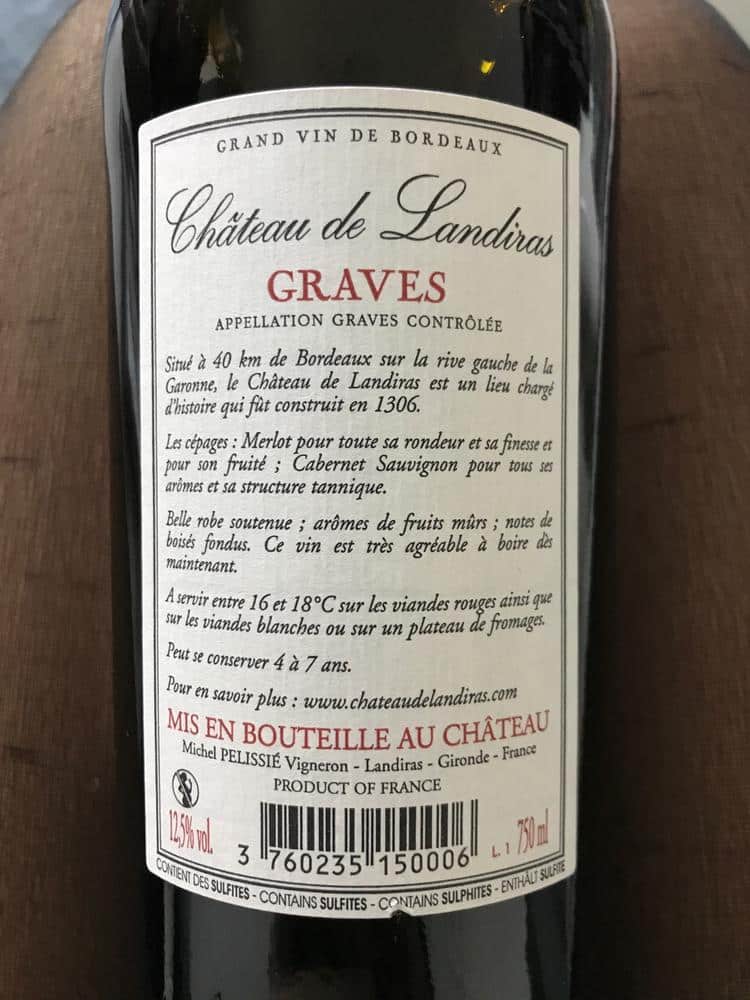 GRAND VIN DE BORDEAUX
Château de Landiras
GRAVES
APPELLATION GRAVES CONTRÔLÉE
Situé à 40 km de Bordeaux sur la rive gauche de la
Garonne, le Château de Landiras est un lieu chargé
d'histoire qui fût construit en 1306.
Les cépages : Merlot pour toute sa rondeur et sa finesse et
pour son fruité ; Cabernet Sauvignon pour tous ses
arômes et sa structure tannique.
Belle robe soutenue ; arômes de fruits mûrs ; notes de
boisés fondus. Ce vin est très agréable à boire dès
maintenant.
A servir entre 16 et 18°C sur les viandes rouges ainsi que
sur les viandes blanches ou sur un plateau de fromages.
Peut se conserver 4 à 7 ans.
Pour en savoir plus : www.chateaudelandiras.com
MIS EN BOUTEILLE AU CHÂTEAU
Michel PELISSIÉ Vigneron - Landiras - Gironde - France
PRODUCT OF FRANCE
12,5% vol.
3 760235 150006
L. 1 750 ml
CONTIENT DES SULFITES - CONTAINS SULFITES - CONTAINS SULPHITES - ENTHÄLT SULFITE